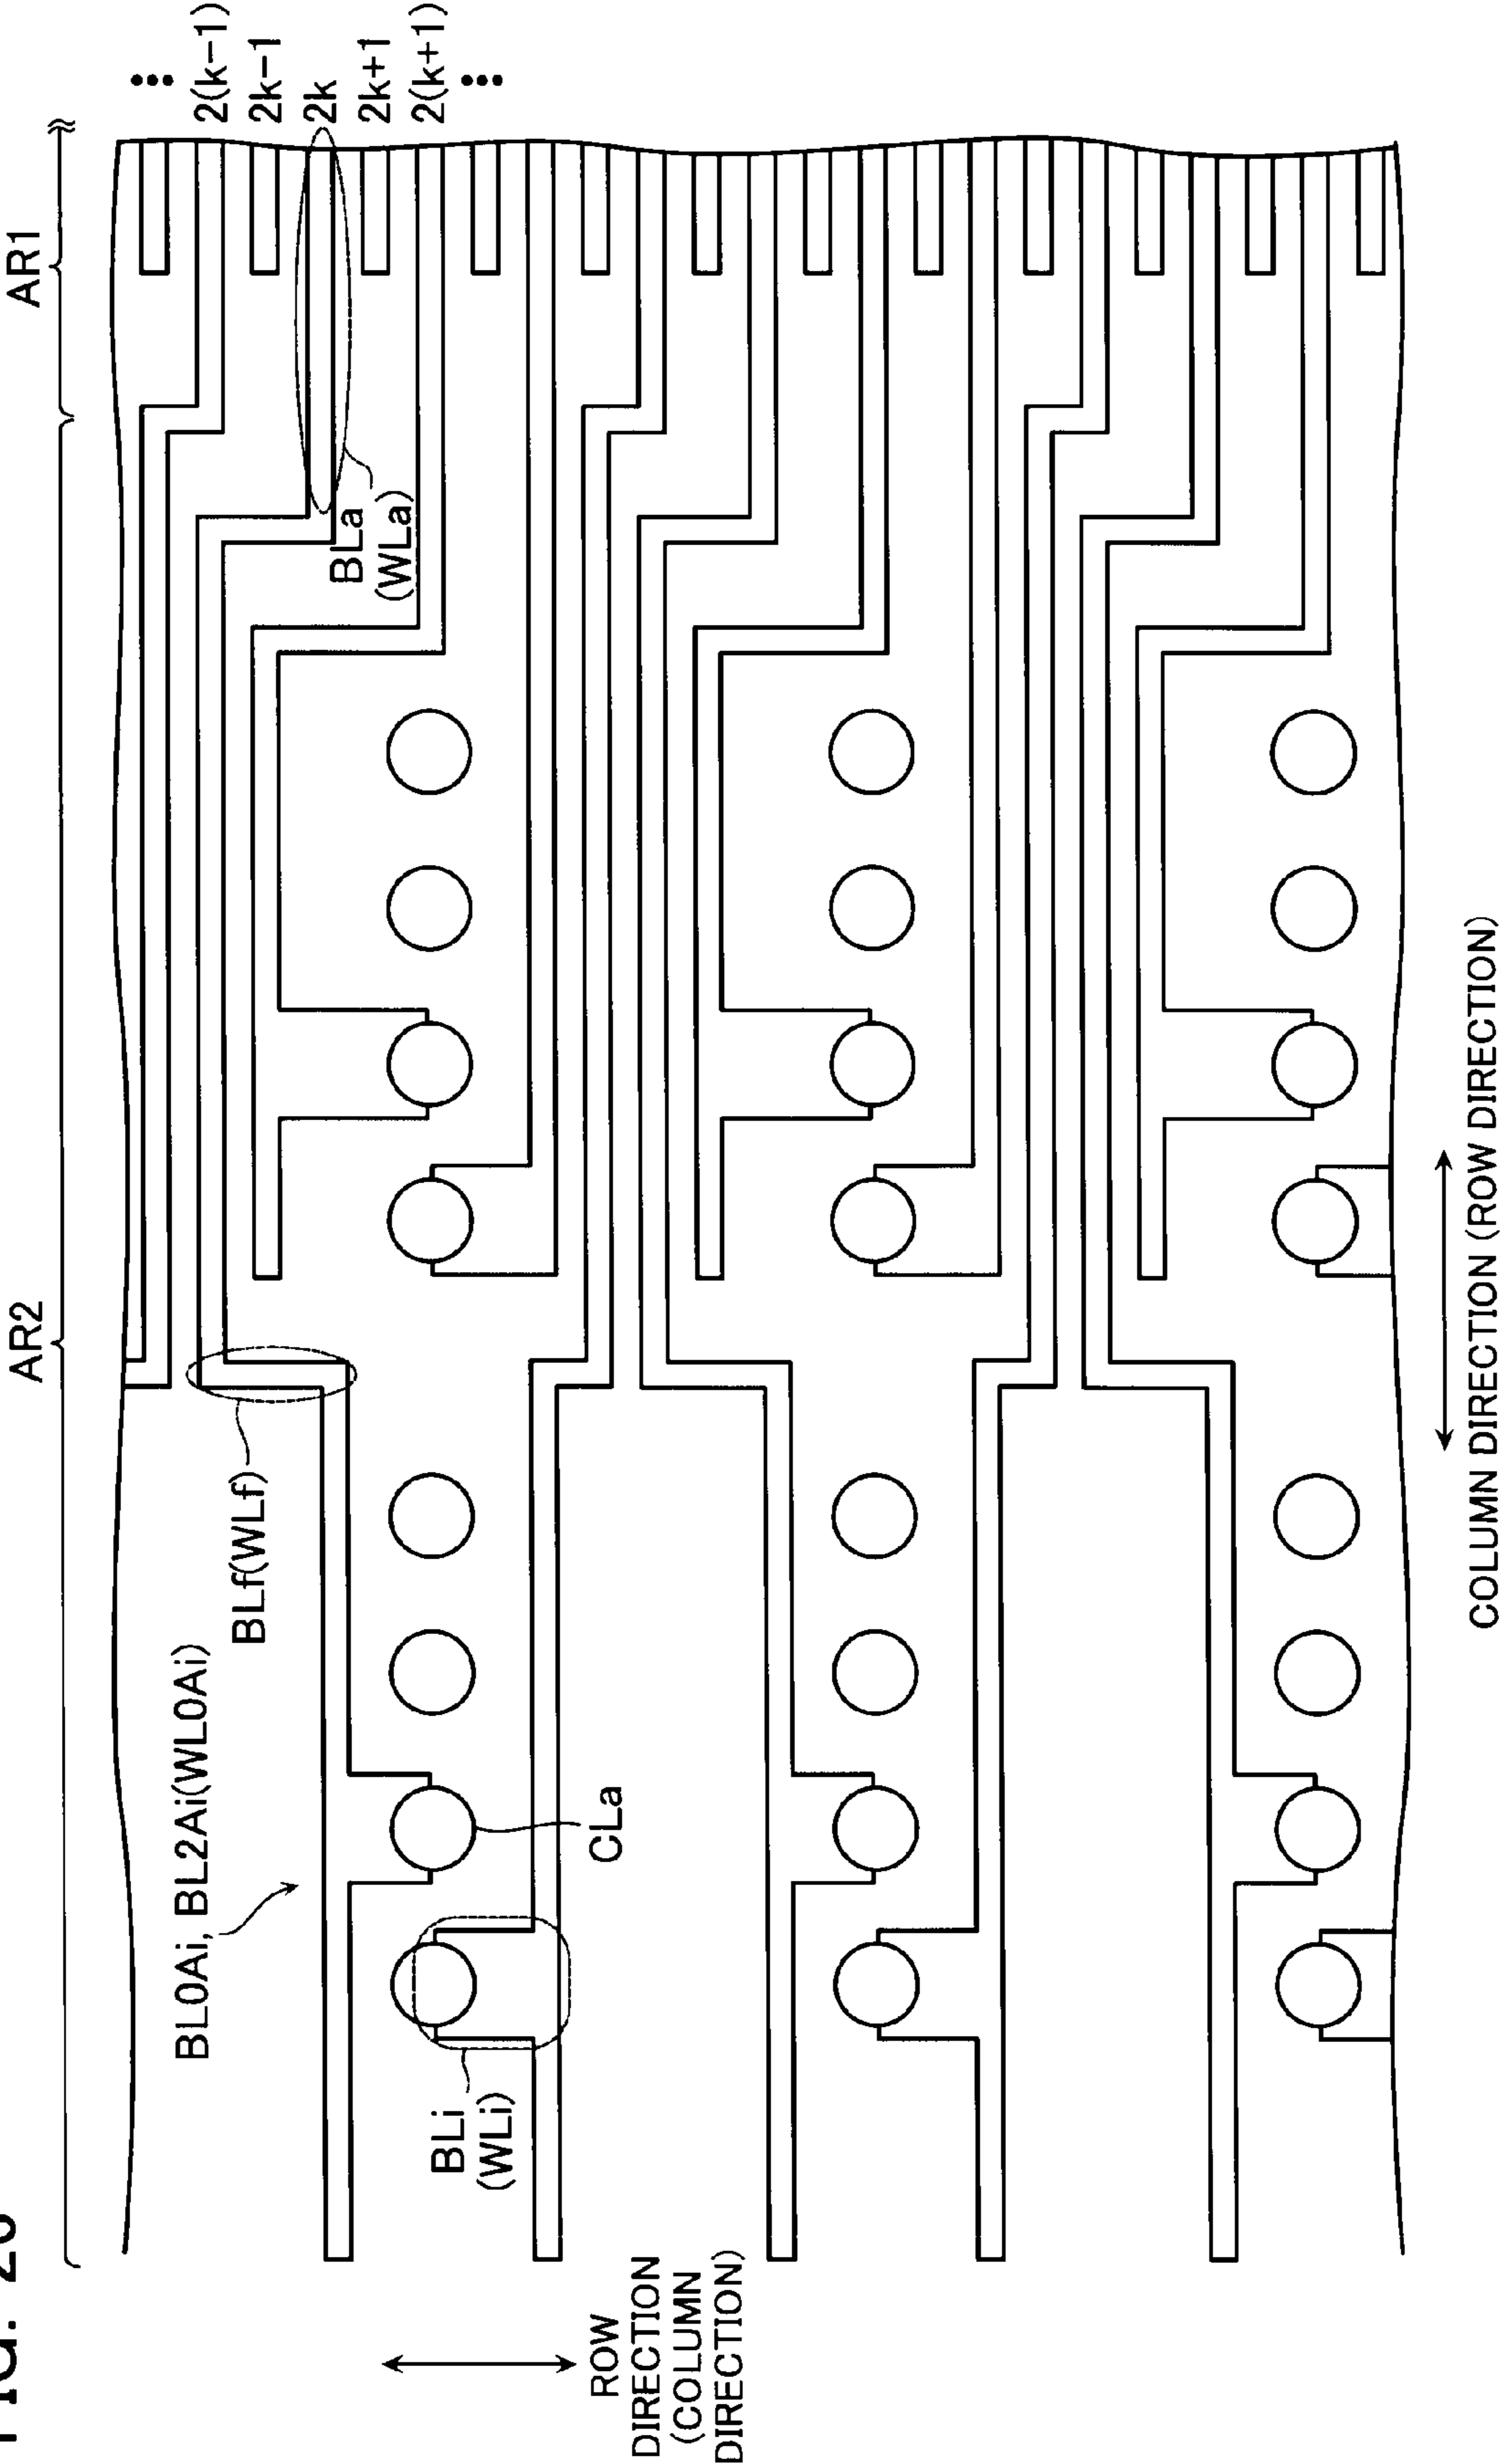 AR1
AR2
2(k-1)
2k-1
2k
2k+1
2(k+1)
BLa
(WLa)
BLf(WLf)
BL0Ai, BL2Ai(WL0Ai)
CLa
BLi
(WLi)
ROW
DIRECTION
(COLUMN
DIRECTION)
COLUMN DIRECTION (ROW DIRECTION)